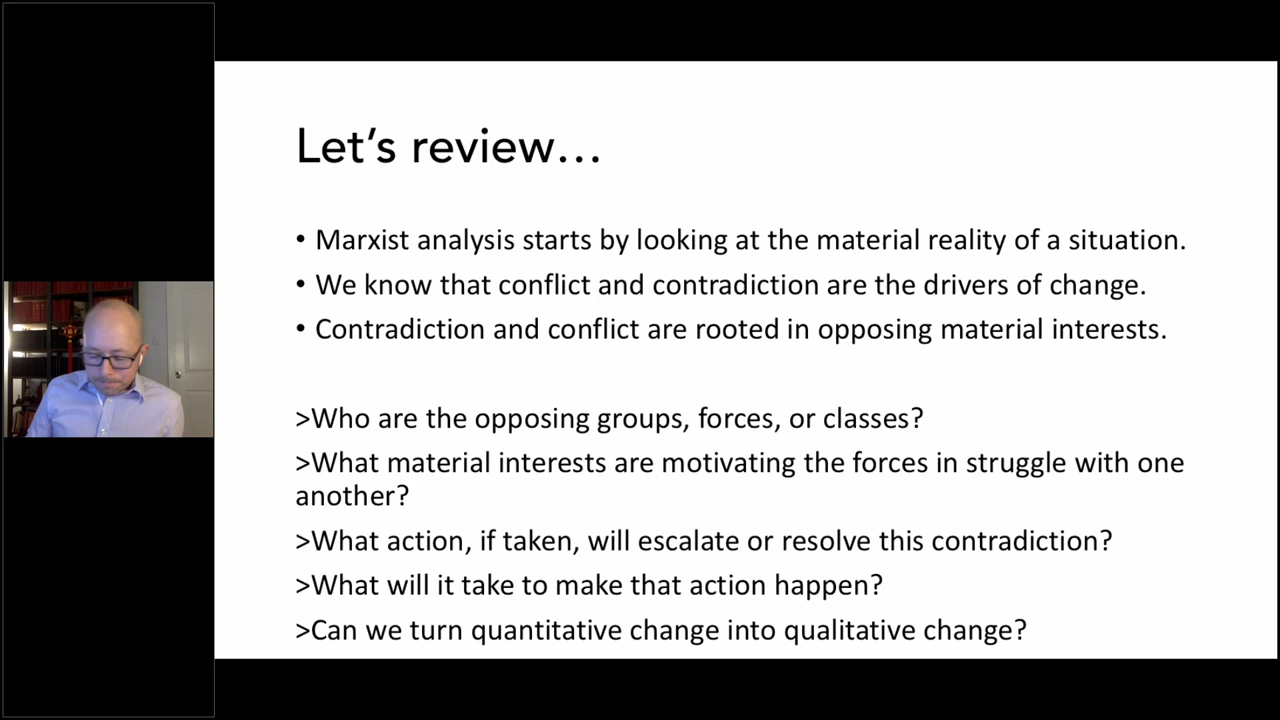 Let’s review…
• Marxist analysis starts by looking at the material reality of a situation.
• We know that conflict and contradiction are the drivers of change.
• Contradiction and conflict are rooted in opposing material interests.
>Who are the opposing groups, forces, or classes?
>What material interests are motivating the forces in struggle with one
another?
>What action, if taken, will escalate or resolve this contradiction?
>What will it take to make that action happen?
>Can we turn quantitative change into qualitative change?